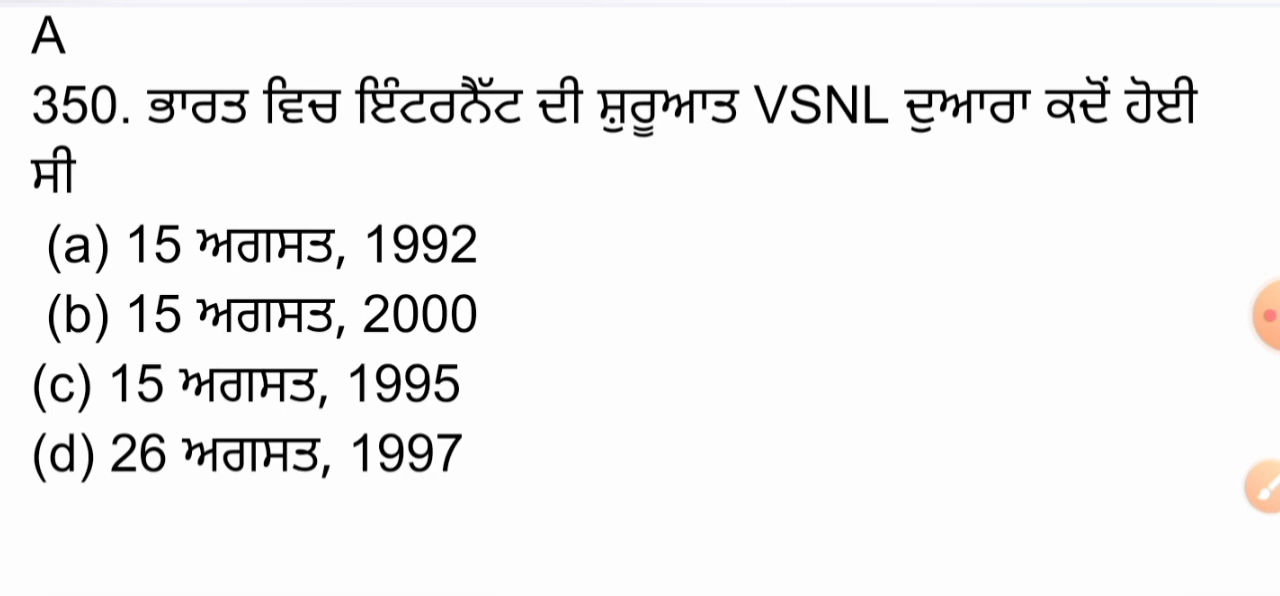 A
350. ਭਾਰਤ ਵਿਚ ਇੰਟਰਨੈੱਟ ਦੀ ਸ਼ੁਰੂਆਤ VSNL ਦੁਆਰਾ ਕਦੋਂ ਹੋਈ
ਸੀ
(a) 15 ਅਗਸਤ, 1992
(b) 15 ਅਗਸਤ, 2000
(c) 15 ਅਗਸਤ, 1995
(d) 26 ਅਗਸਤ, 1997